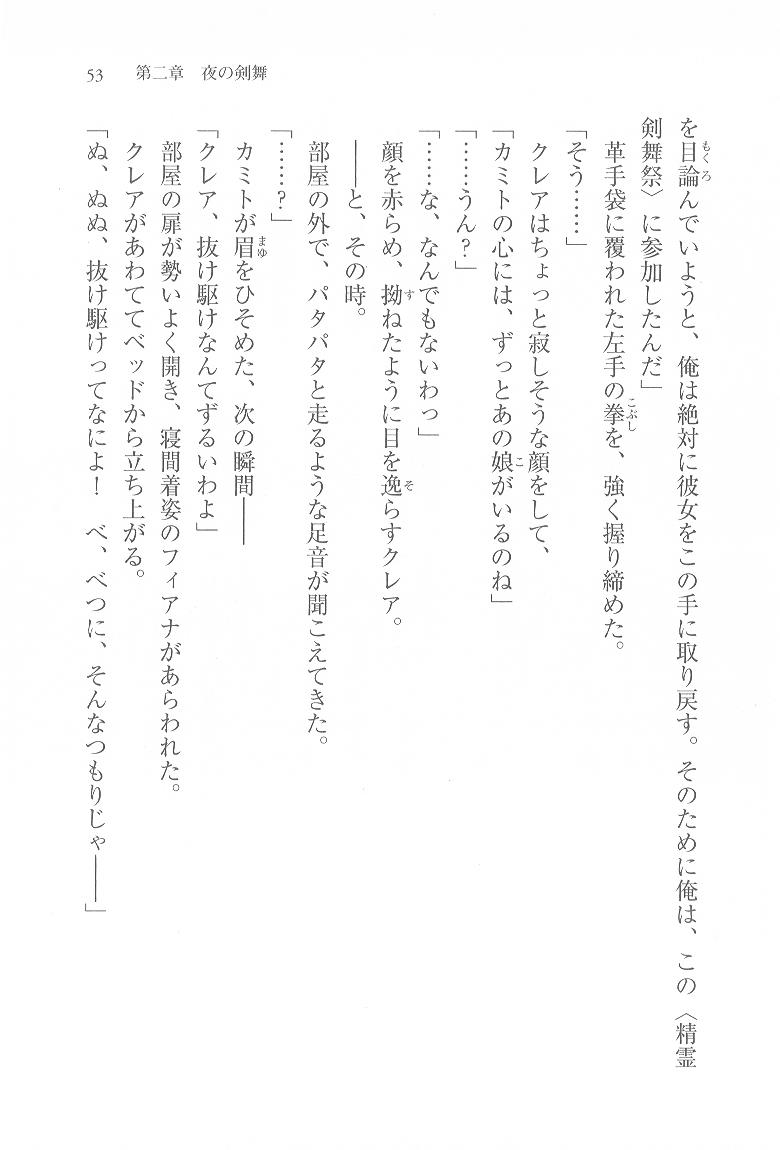 53　第二章　夜の剣舞
を目論んでいようと、俺は絶対に彼女をこの手に取り戻す。そのために俺は、この〈精霊
剣舞祭〉に参加したんだ」
　革手袋に覆われた左手の拳を、強く握り締めた。
「そう……」
　クレアはちょっと寂しそうな顔をして、
「カミトの心には、ずっとあの娘がいるのね」
「……うん？」
「……な、なんでもないわっ」
　顔を赤らめ、拗ねたように目を逸らすクレア。
　――と、その時。
　部屋の外で、パタパタと走るような足音が聞こえてきた。
「……？」
　カミトが眉をひそめた、次の瞬間――
「クレア、抜け駆けなんてずるいわよ」
　部屋の扉が勢いよく開き、寝間着姿のフィアナがあらわれた。
　クレアがあわててベッドから立ち上がる。
「ぬ、ぬぬ、抜け駆けってなによ！　べ、べつに、そんなつもりじゃ――」